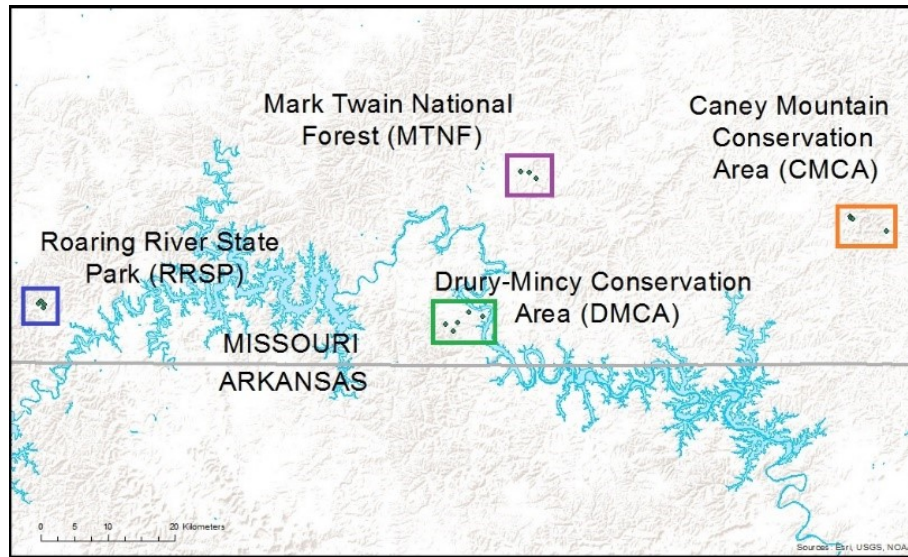 Mark Twain National
Forest (MTNF)
Caney Mountain
Conservation
Area (CMCA)
Roaring River State
Park (RRSP)
Drury-Mincy Conservation
Area (DMCA)
MISSOURI
ARKANSAS
0 5 10 20 Kilometers
Sources: Esri, USGS, NOAA